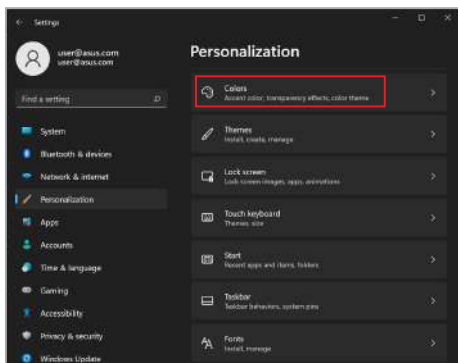 Settings
user@asus.com
user@asus.com
Find a setting
System
Bluetooth & devices
Network & internet
Personalization
Apps
Accounts
Time & language
Gaming
Accessibility
Privacy & security
Windows Update
Personalization
Colors
Accent color, transparency effects, color theme
Themes
Install, create, manage
Lock screen
Lock screen images, apps, animations
Touch keyboard
Themes, size
Start
Recent apps and items, folders
Taskbar
Taskbar behaviors, system pins
Fonts
Install, manage